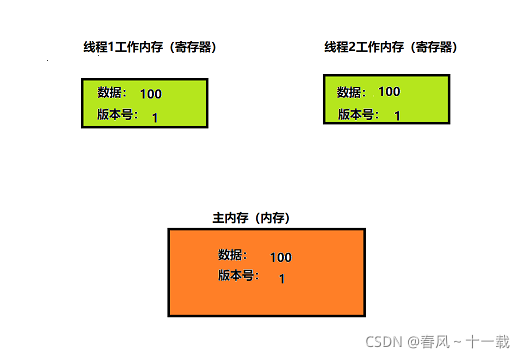 线程1工作内存（寄存器）
线程2工作内存（寄存器）
数据： 100
版本号： 1
数据： 100
版本号： 1
主内存（内存）
数据： 100
版本号： 1
CSDN @春风～十一载